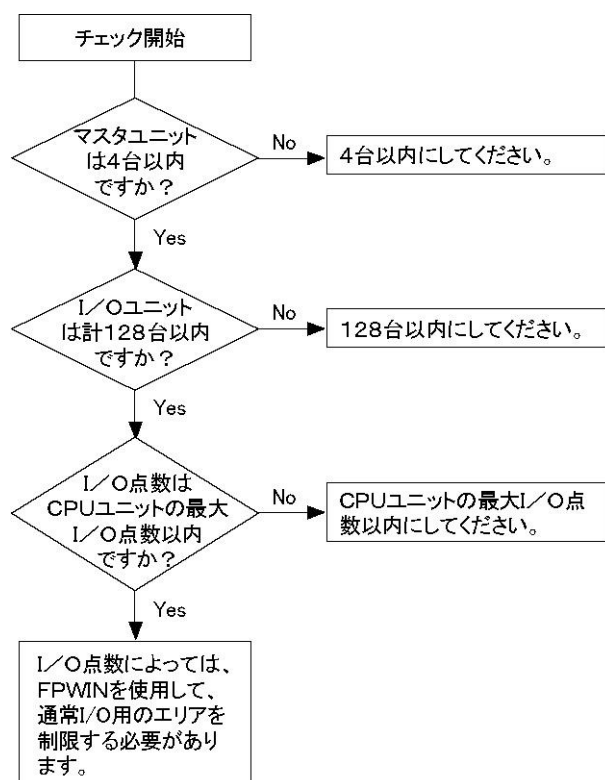 チェック開始
マスタユニット
は4台以内
ですか？
No
4台以内にしてください。
Yes
I／Oユニット
は計128台以内
ですか？
No
128台以内にしてください。
Yes
I／O点数は
CPUユニットの最大
I／O点数以内
ですか？
No
CPUユニットの最大I／O点
数以内にしてください。
Yes
I／O点数によっては、
FPWINを使用して、
通常I/O用のエリアを
制限する必要があり
ます。